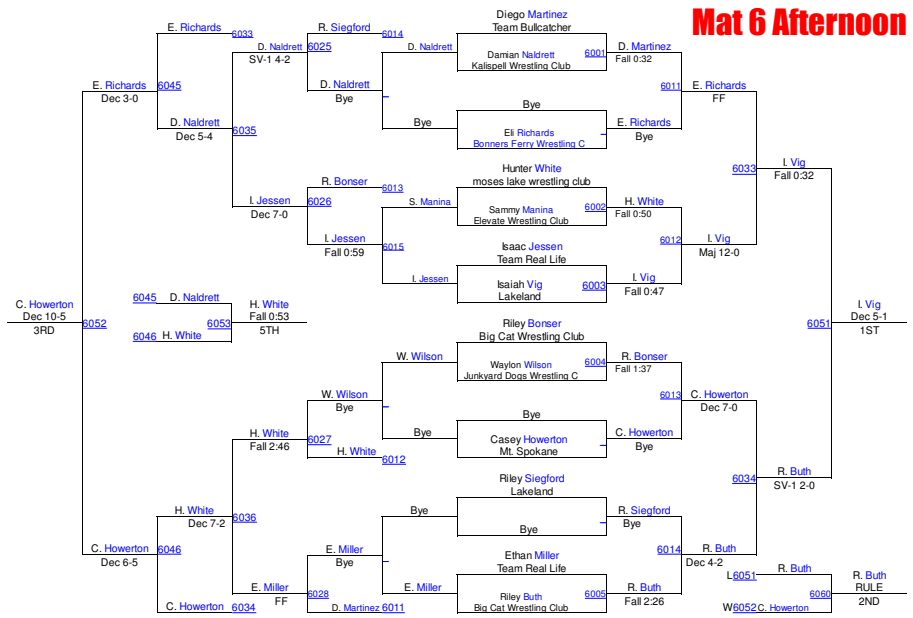 Mat 6 Afternoon
Diego Martinez
Team Bullcatcher
E. Richards
6033
R. Siegford
6014
D. Naldrett
6025
SV-1 4-2
D. Naldrett
Damian Naldrett
6001
Kalispell Wrestling Club
D. Martinez
Fall 0:32
E. Richards
6045
Dec 3-0
D. Naldrett
Bye
6011
E. Richards
FF
Bye
D. Naldrett
6035
Dec 5-4
Bye
Eli Richards
Bonners Ferry Wrestling C
E. Richards
Bye
Hunter White
moses lake wrestling club
6033
I. Vig
Fall 0:32
R. Bonser
6013
I. Jessen
6026
Dec 7-0
S. Manina
Sammy Manina
6002
Elevate Wrestling Club
H. White
Fall 0:50
I. Jessen
6015
Fall 0:59
Isaac Jessen
Team Real Life
6012
I. Vig
Maj 12-0
I. Jessen
Isaiah Vig
6003
Lakeland
I. Vig
Fall 0:47
C. Howerton
Dec 10-5
6052
3RD
6045
D. Naldrett
6053
6046
H. White
H. White
Fall 0:53
5TH
I. Vig
Dec 5-1
6051
1ST
Riley Bonser
Big Cat Wrestling Club
W. Wilson
Waylon Wilson
6004
Junkyard Dogs Wrestling C
R. Bonser
Fall 1:37
W. Wilson
Bye
6013
C. Howerton
Dec 7-0
Bye
H. White
6027
Fall 2:46
Bye
Casey Howerton
Mt. Spokane
C. Howerton
Bye
H. White
6012
Riley Siegford
Lakeland
6034
R. Buth
SV-1 2-0
H. White
6036
Dec 7-2
Bye
Bye
R. Siegford
Bye
C. Howerton
6046
Dec 6-5
E. Miller
Bye
Ethan Miller
Team Real Life
6014
R. Buth
Dec 4-2
E. Miller
6028
FF
E. Miller
Riley Buth
6005
Big Cat Wrestling Club
R. Buth
Fall 2:26
C. Howerton
6034
D. Martinez
6011
L6051
R. Buth
6060
W6052
C. Howerton
R. Buth
RULE
2ND